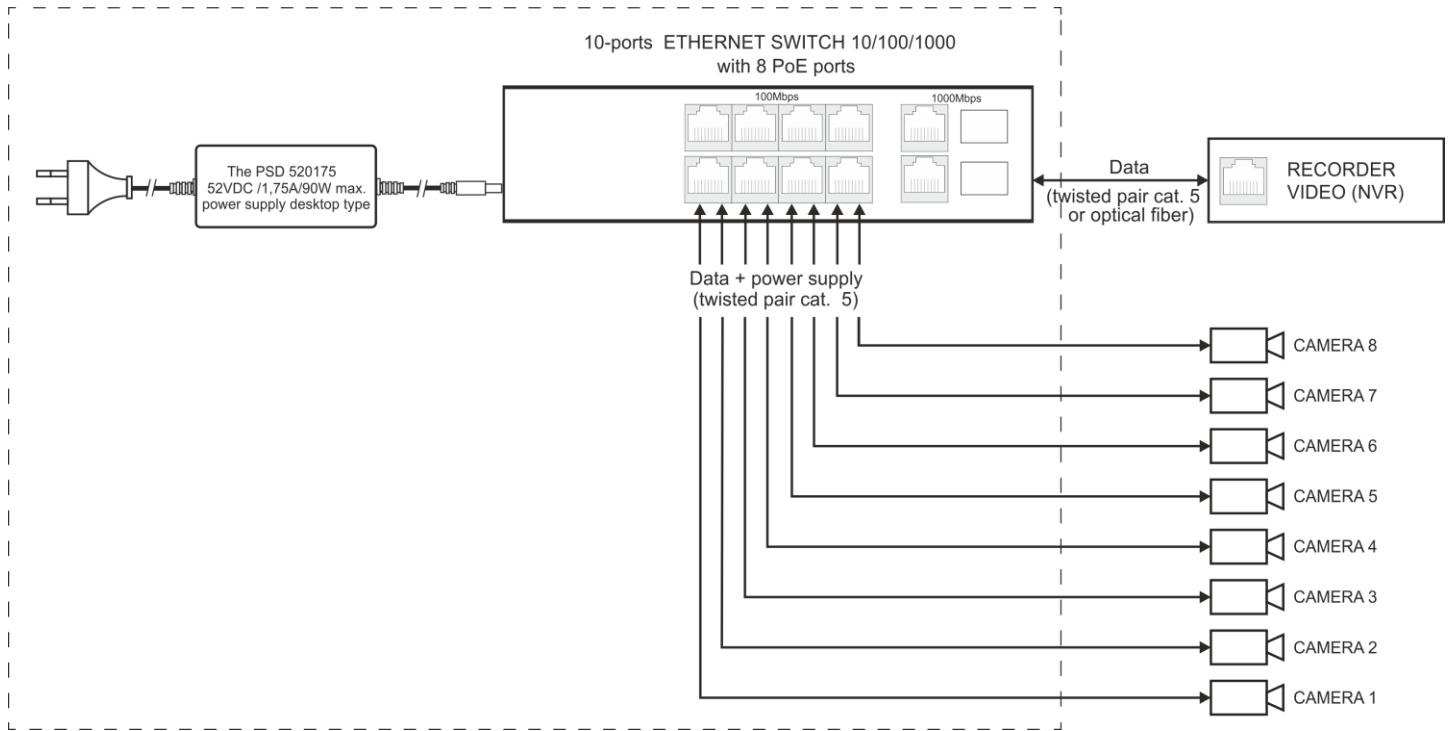 10-ports ETHERNET SWITCH 10/100/1000
with 8 PoE ports
100Mbps
1000Mbps
The PSD 520175
52VDC /1,75A/90W max.
power supply desktop type
Data
(twisted pair cat. 5
or optical fiber)
RECORDER
VIDEO (NVR)
Data + power supply
(twisted pair cat. 5)
CAMERA 8
CAMERA 7
CAMERA 6
CAMERA 5
CAMERA 4
CAMERA 3
CAMERA 2
CAMERA 1